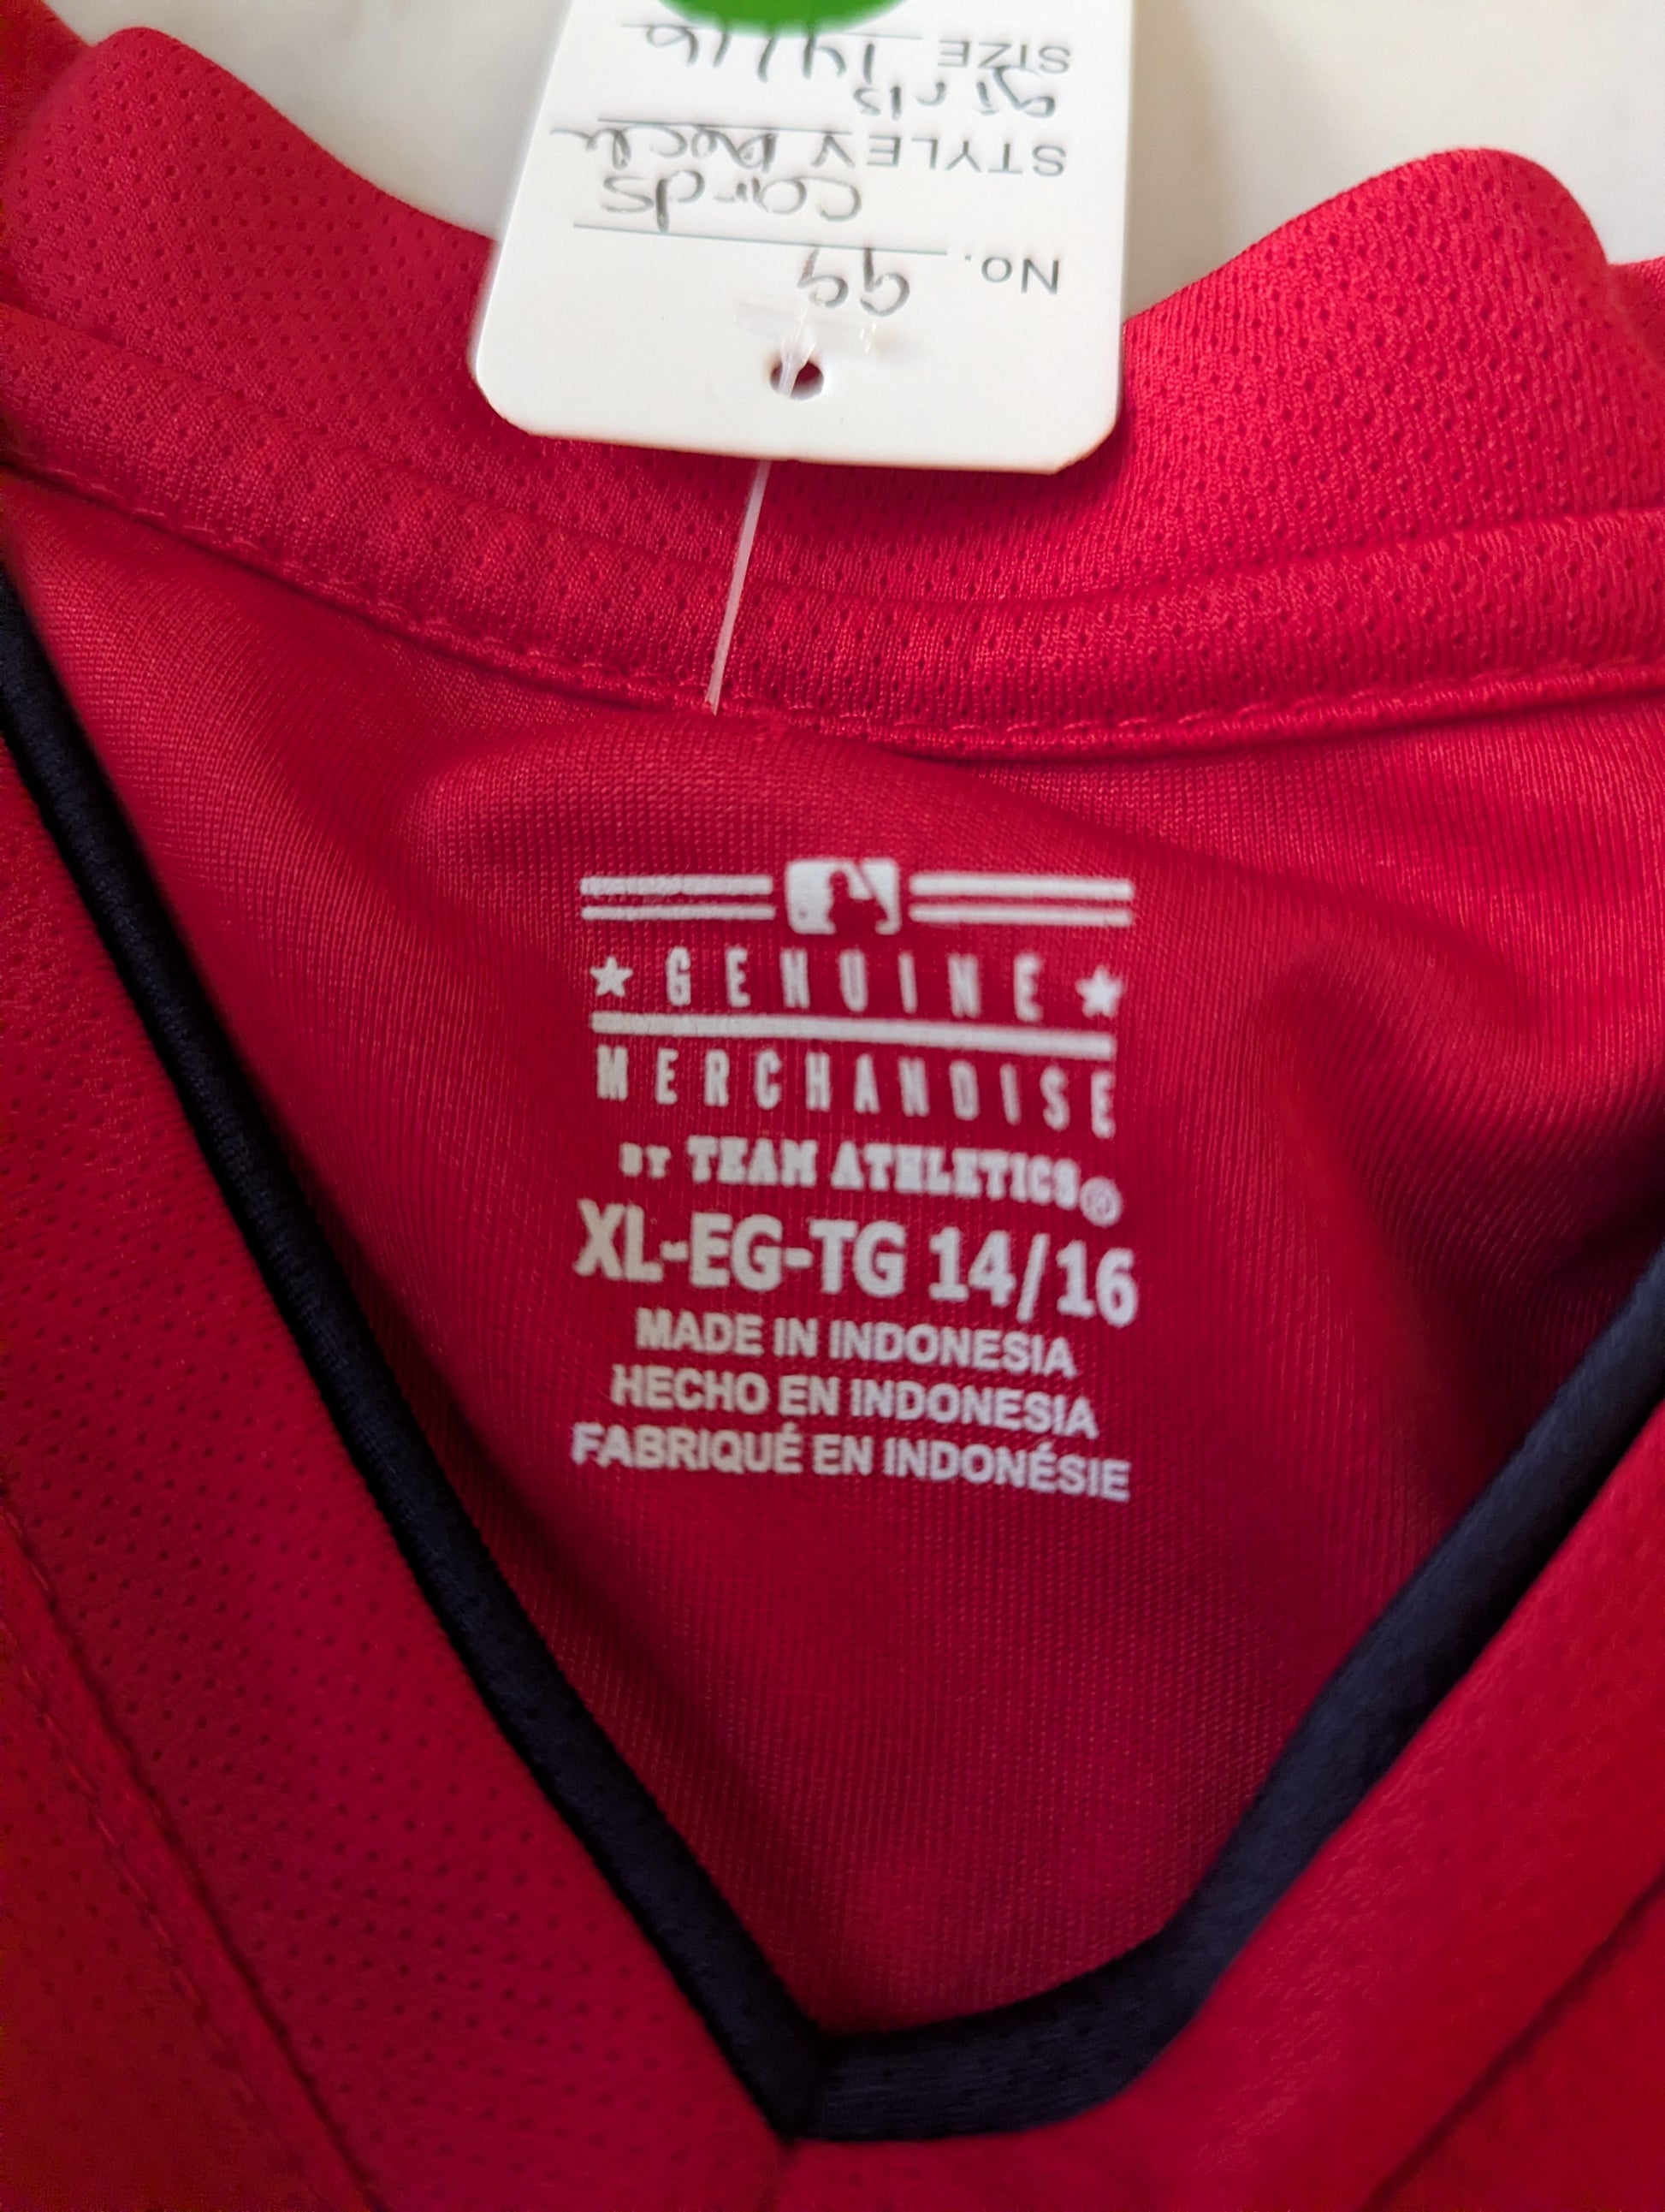 No. 99
cards
STYLE V Neck
girls
SIZE 14/16
★ GENUINE ★
MERCHANDISE
BY TEAM ATHLETICS®
XL-EG-TG 14/16
MADE IN INDONESIA
HECHO EN INDONESIA
FABRIQUÉ EN INDONÉSIE